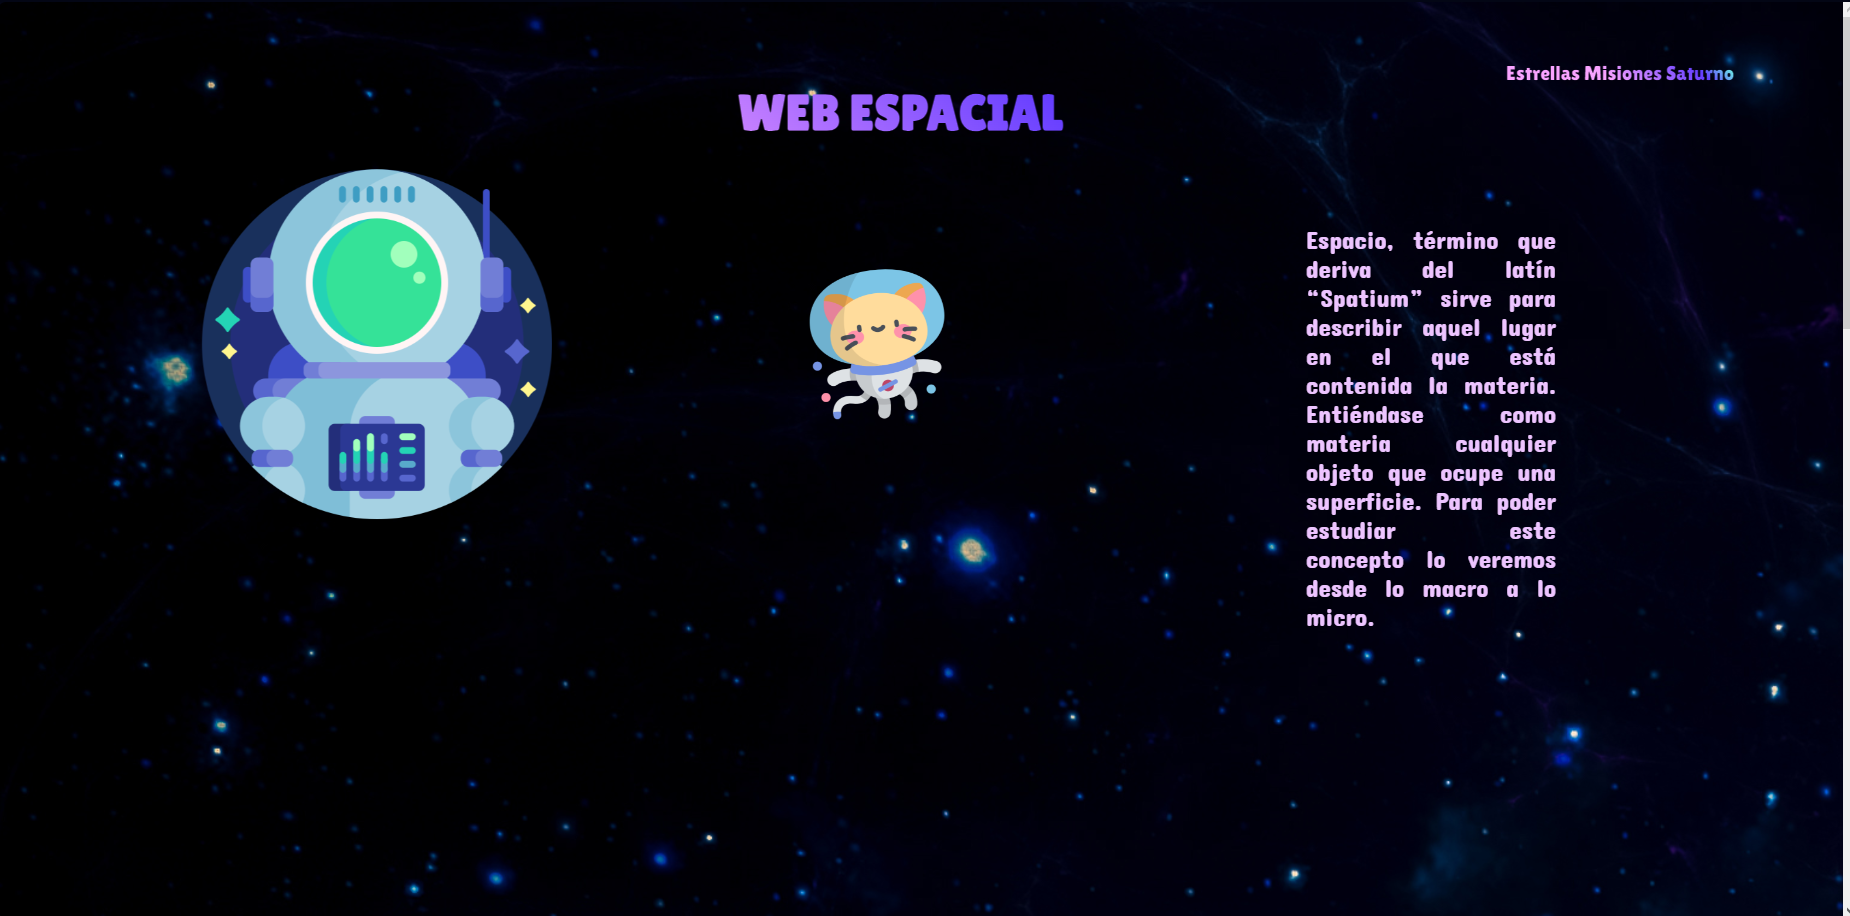 Estrellas Misiones Saturno
WEB ESPACIAL
Espacio, término que
deriva del latín
“Spatium” sirve para
describir aquel lugar
en el que está
contenida la materia.
Entiéndase como
materia cualquier
objeto que ocupe una
superficie. Para poder
estudiar este
concepto lo veremos
desde lo macro a lo
micro.